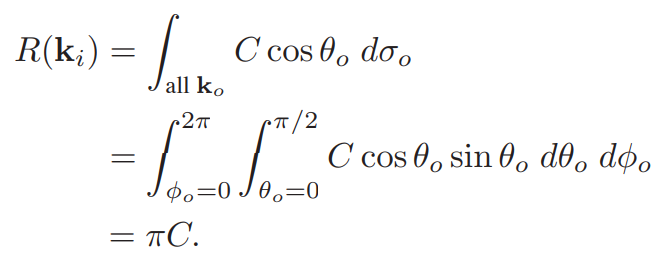 R(k_i) = ∫_{all k_o} C cos θ_o dσ_o
= ∫_{ϕ_o=0}^{2π} ∫_{θ_o=0}^{π/2} C cos θ_o sin θ_o dθ_o dϕ_o
= πC.